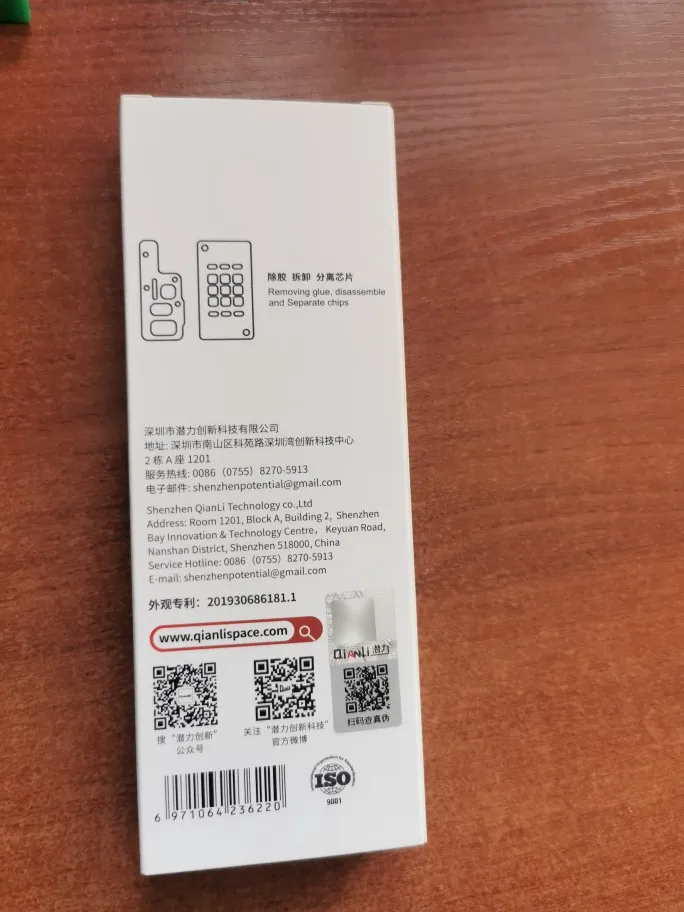 除胶 拆卸 分离芯片
Removing glue, disassemble
and Separate chips
深圳市潜力创新科技有限公司
地址: 深圳市南山区科苑路深圳湾创新科技中心
2 栋 A 座 1201
服务热线: 0086（0755）8270-5913
电子邮件: shenzhenpotential@gmail.com
Shenzhen QianLi Technology co.,Ltd
Address: Room 1201, Block A, Building 2, Shenzhen
Bay Innovation & Technology Centre， Keyuan Road,
Nanshan District, Shenzhen 518000, China
Service Hotline: 0086（0755）8270-5913
E-mail: shenzhenpotential@gmail.com
外观专利：201930686181.1
www.qianlispace.com
QiANLi 潜力
扫码查真伪
搜 “潜力创新”
公众号
关注 “潜力创新科技”
官方微博
6 971064 236220
ISO
9001